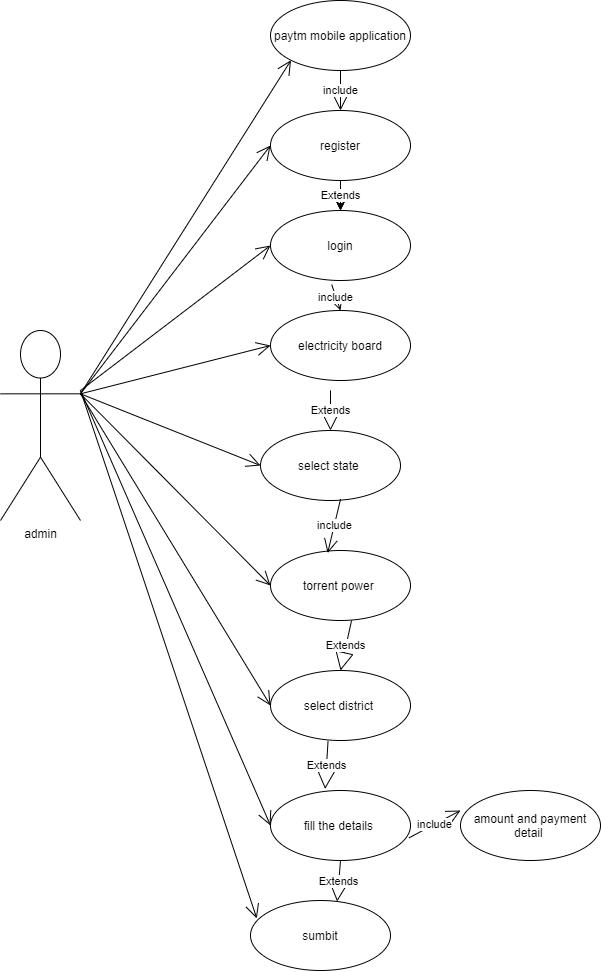 paytm mobile application
include
register
Extends
login
include
electricity board
Extends
select state
admin
include
torrent power
Extends
select district
Extends
fill the details
include
amount and payment
detail
Extends
sumbit